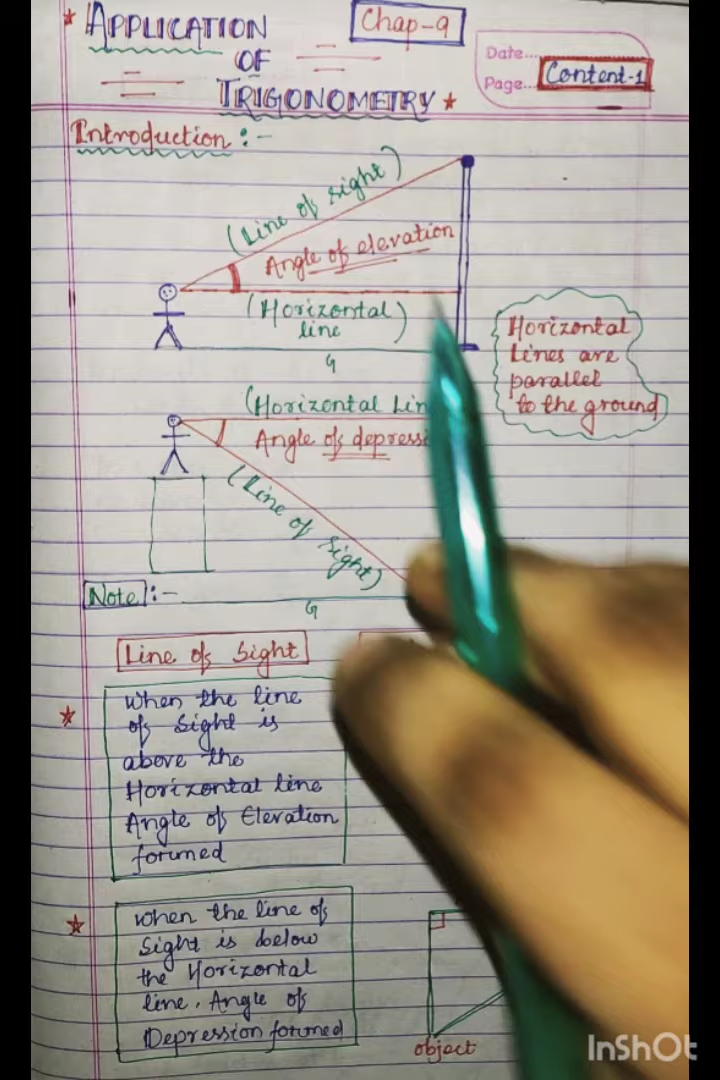 APPLICATION
OF
TRIGONOMETRY
Chap-9
Date....
Page...
Content-1
Introduction :-
(Line of sight)
Angle of elevation
(Horizontal)
line
G
Horizontal
Lines are
parallel
to the ground
(Horizontal Lin
Angle of depressi
(Line of sight)
G
Note :-
Line of Sight
When the line
of Sight is
above the
Horizontal line
Angle of Elevation
formed
When the line of
Sight is below
the Horizontal
line. Angle of
Depression formed
object
InShOt